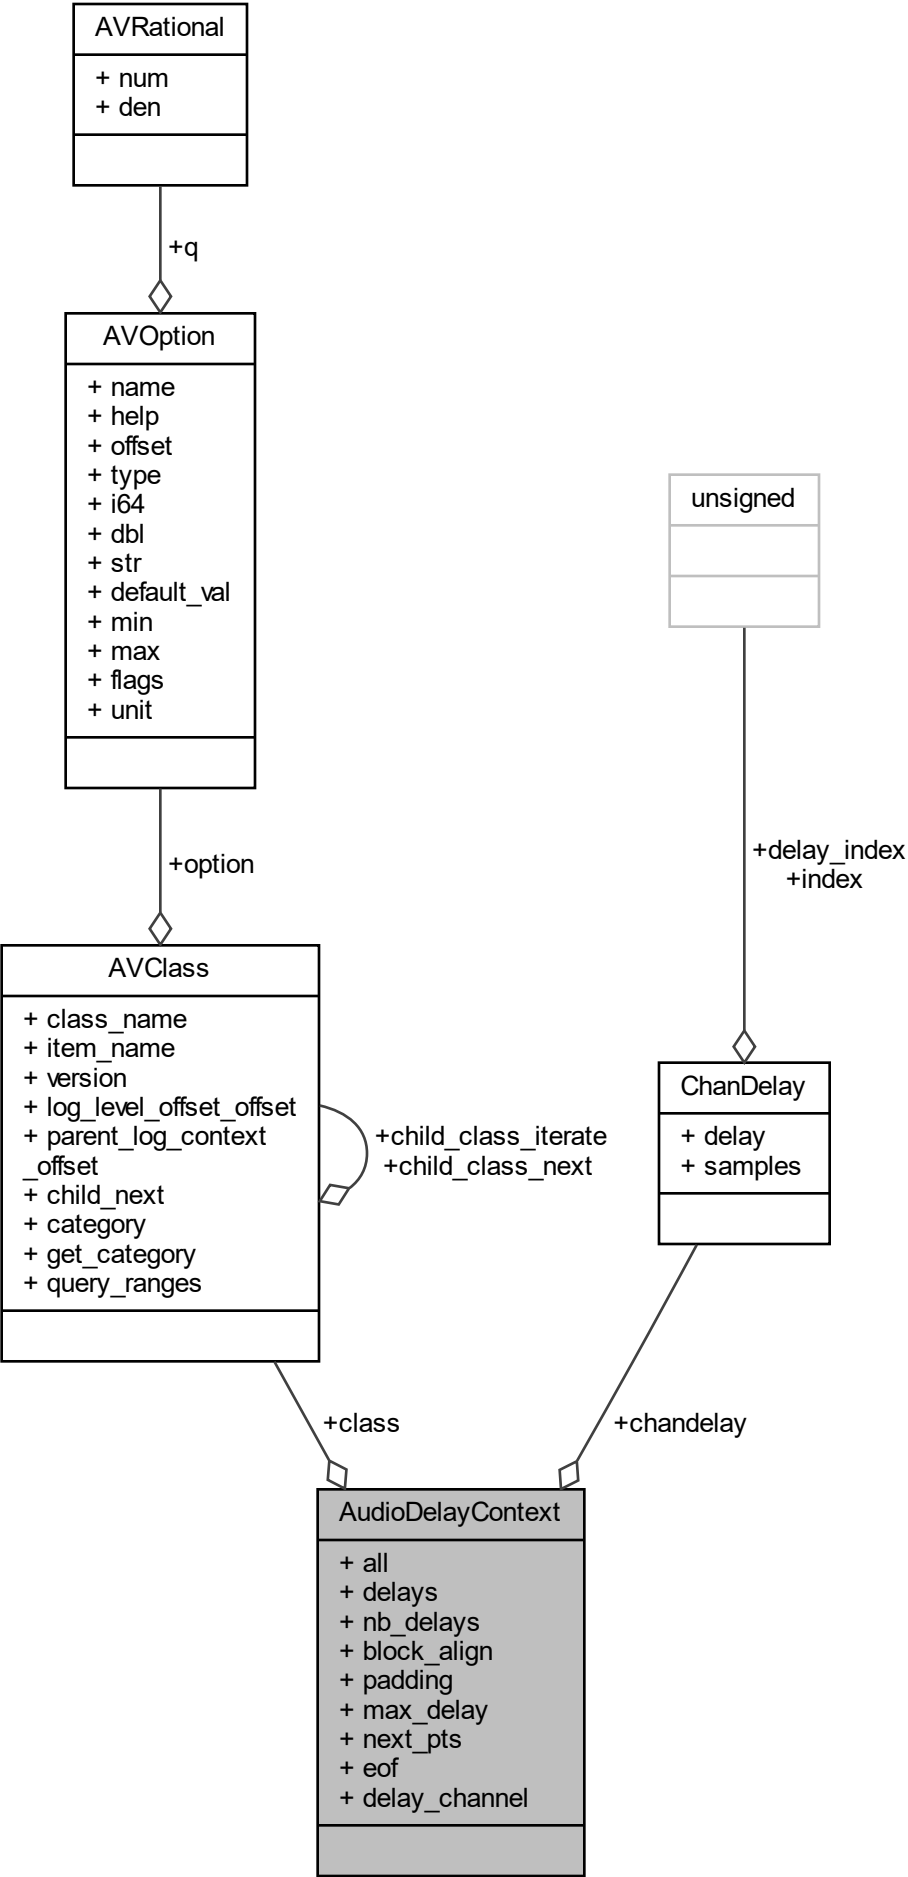 AVRational
+ num
+ den
+q
AVOption
+ name
+ help
+ offset
+ type
+ i64
+ dbl
+ str
+ default_val
+ min
+ max
+ flags
+ unit
unsigned
+option
+delay_index
+index
AVClass
+ class_name
+ item_name
+ version
+ log_level_offset_offset
+ parent_log_context
_offset
+ child_next
+ category
+ get_category
+ query_ranges
+child_class_iterate
+child_class_next
ChanDelay
+ delay
+ samples
+class
+chandelay
AudioDelayContext
+ all
+ delays
+ nb_delays
+ block_align
+ padding
+ max_delay
+ next_pts
+ eof
+ delay_channel